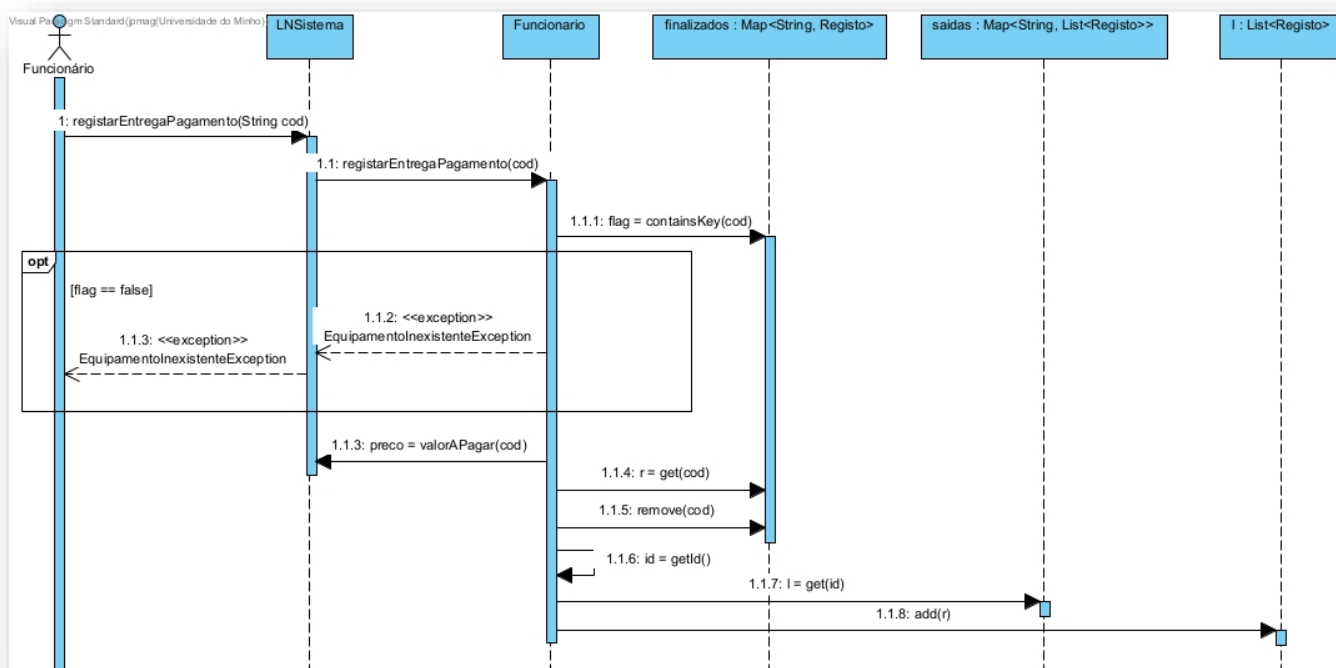 Visual Paradigm Standard(jpmag(Universidade do Minho)
Funcionário
LNSistema
Funcionario
finalizados : Map<String, Registo>
saidas : Map<String, List<Registo>>
l : List<Registo>
1: registarEntregaPagamento(String cod)
1.1: registarEntregaPagamento(cod)
1.1.1: flag = containsKey(cod)
opt
[flag == false]
1.1.2: <<exception>>
EquipamentoInexistenteException
1.1.3: <<exception>>
EquipamentoInexistenteException
1.1.3: preco = valorAPagar(cod)
1.1.4: r = get(cod)
1.1.5: remove(cod)
1.1.6: id = getId()
1.1.7: l = get(id)
1.1.8: add(r)